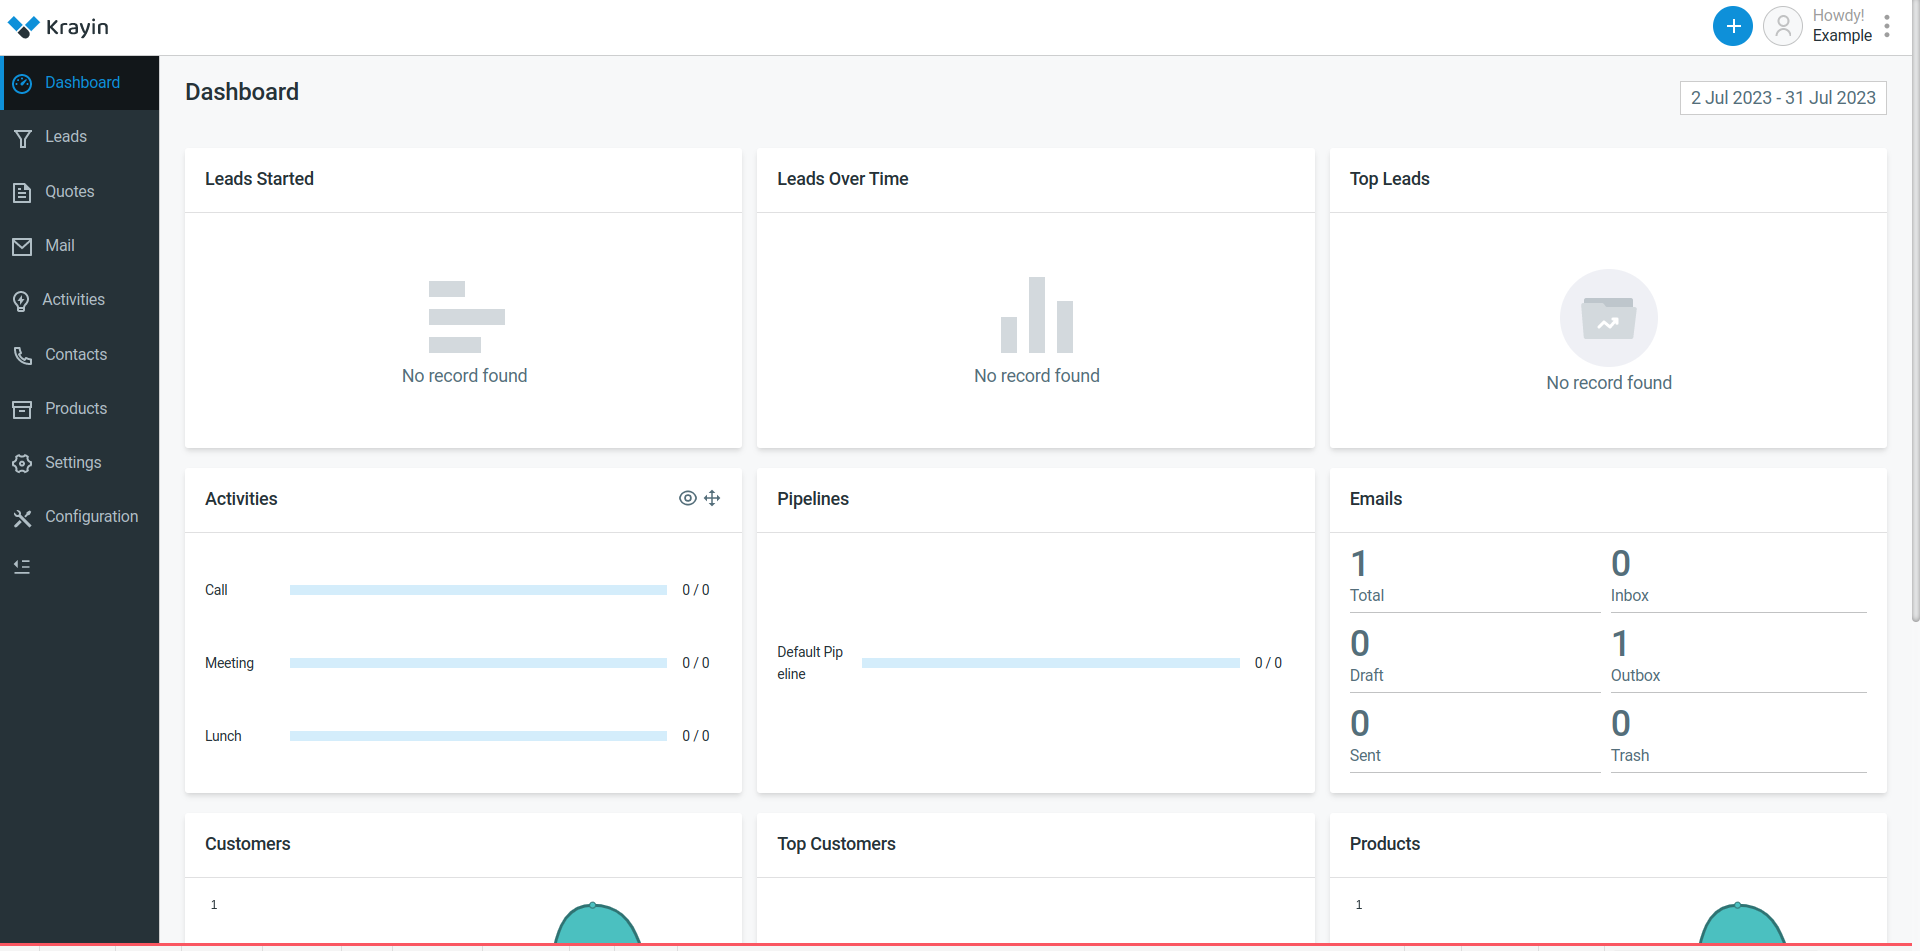 Krayin
Howdy!
Example
Dashboard
Leads
Quotes
Mail
Activities
Contacts
Products
Settings
Configuration
Dashboard
2 Jul 2023 - 31 Jul 2023
Leads Started
No record found
Leads Over Time
No record found
Top Leads
No record found
Activities
Call
0 / 0
Meeting
0 / 0
Lunch
0 / 0
Pipelines
Default Pip
eline
0 / 0
Emails
1
Total
0
Inbox
0
Draft
1
Outbox
0
Sent
0
Trash
Customers
1
Top Customers
Products
1